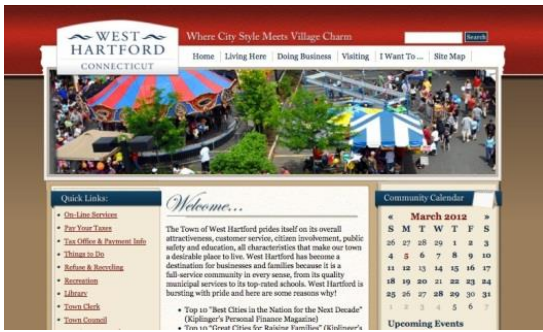 WEST
HARTFORD
CONNECTICUT
Where City Style Meets Village Charm
Search
Home
Living Here
Doing Business
Visiting
I Want To ...
Site Map
Quick Links:
On-Line Services
Pay Your Taxes
Tax Office & Payment Info
Things to Do
Refuse & Recycling
Recreation
Library
Town Clerk
Town Council
Welcome...
The Town of West Hartford prides itself on its overall
attractiveness, customer service, citizen involvement, public
safety and education, all characteristics that make our town
a desirable place to live. West Hartford has become a
destination for businesses and families because it is a
full-service community in every sense, from its quality
municipal services to its top-rated schools. West Hartford is
bursting with pride and here are some reasons why!
• Top 10 "Best Cities in the Nation for the Next Decade"
(Kiplinger's Personal Finance Magazine)
• Top 10 "Great Cities for Raising Families" (Kiplinger's
Community Calendar
« March 2012 »
S M T W T F S
26 27 28 29 1 2 3
4 5 6 7 8 9 10
11 12 13 14 15 16 17
18 19 20 21 22 23 24
25 26 27 28 29 30 31
1 2 3 4 5 6 7
Upcoming Events